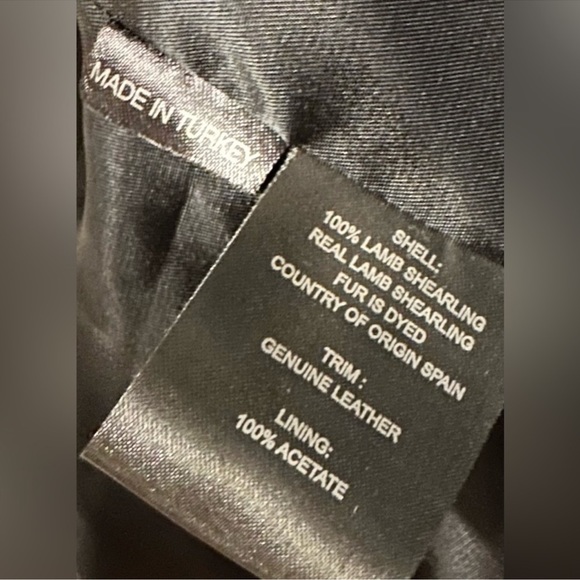 MADE IN TURKEY
SHELL:
100% LAMB SHEARLING
REAL LAMB SHEARLING
FUR IS DYED
COUNTRY OF ORIGIN SPAIN
TRIM :
GENUINE LEATHER
LINING:
100% ACETATE